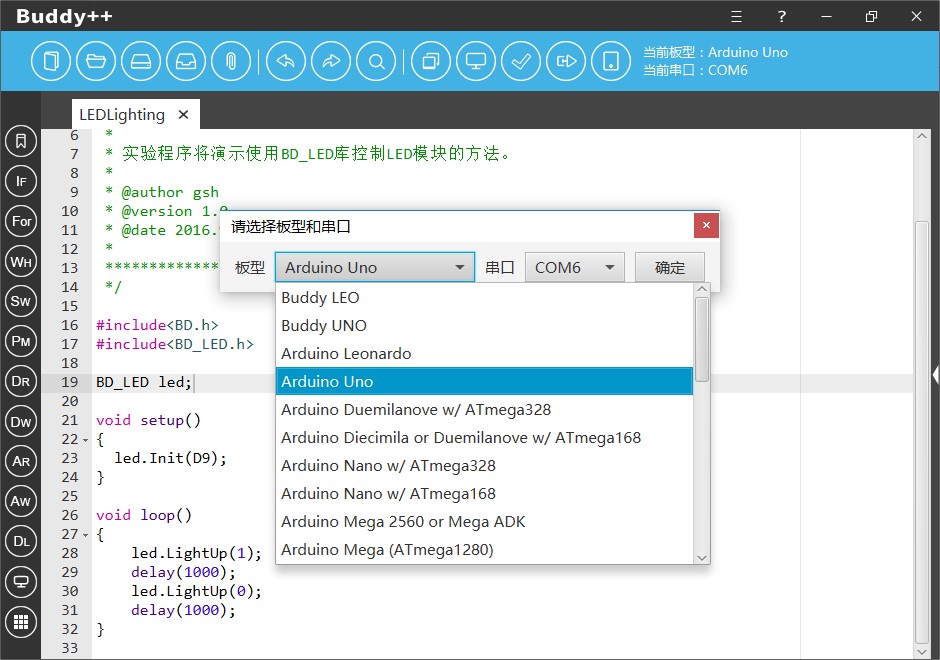 Buddy++
?
当前板型：Arduino Uno
当前串口：COM6
LEDLighting
IF
For
WH
SW
PM
DR
DW
AR
AW
DL
6 *
7 * 实验程序将演示使用BD_LED库控制LED模块的方法。
8 *
9 * @author gsh
10 * @version 1.0
11 * @date 2016.
12 *
13 *************
14 */
15
16 #include<BD.h>
17 #include<BD_LED.h>
18
19 BD_LED led;
20
21 void setup()
22 {
23 led.Init(D9);
24 }
25
26 void loop()
27 {
28 led.LightUp(1);
29 delay(1000);
30 led.LightUp(0);
31 delay(1000);
32 }
33
请选择板型和串口
板型 Arduino Uno 串口 COM6 确定
Buddy LEO
Buddy UNO
Arduino Leonardo
Arduino Uno
Arduino Duemilanove w/ ATmega328
Arduino Diecimila or Duemilanove w/ ATmega168
Arduino Nano w/ ATmega328
Arduino Nano w/ ATmega168
Arduino Mega 2560 or Mega ADK
Arduino Mega (ATmega1280)